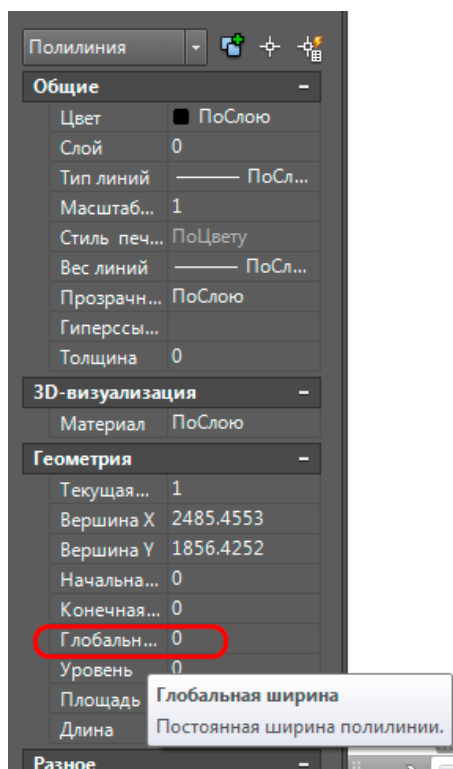 Полилиния
Общие
Цвет ПоСлою
Слой 0
Тип линий ПоСл...
Масштаб... 1
Стиль печ... ПоЦвету
Вес линий ПоСл...
Прозрачн... ПоСлою
Гиперссы...
Толщина 0
3D-визуализация
Материал ПоСлою
Геометрия
Текущая... 1
Вершина X 2485.4553
Вершина Y 1856.4252
Начальна... 0
Конечная... 0
Глобальн... 0
Уровень 0
Площадь
Глобальная ширина
Длина
Постоянная ширина полилинии.
Разное